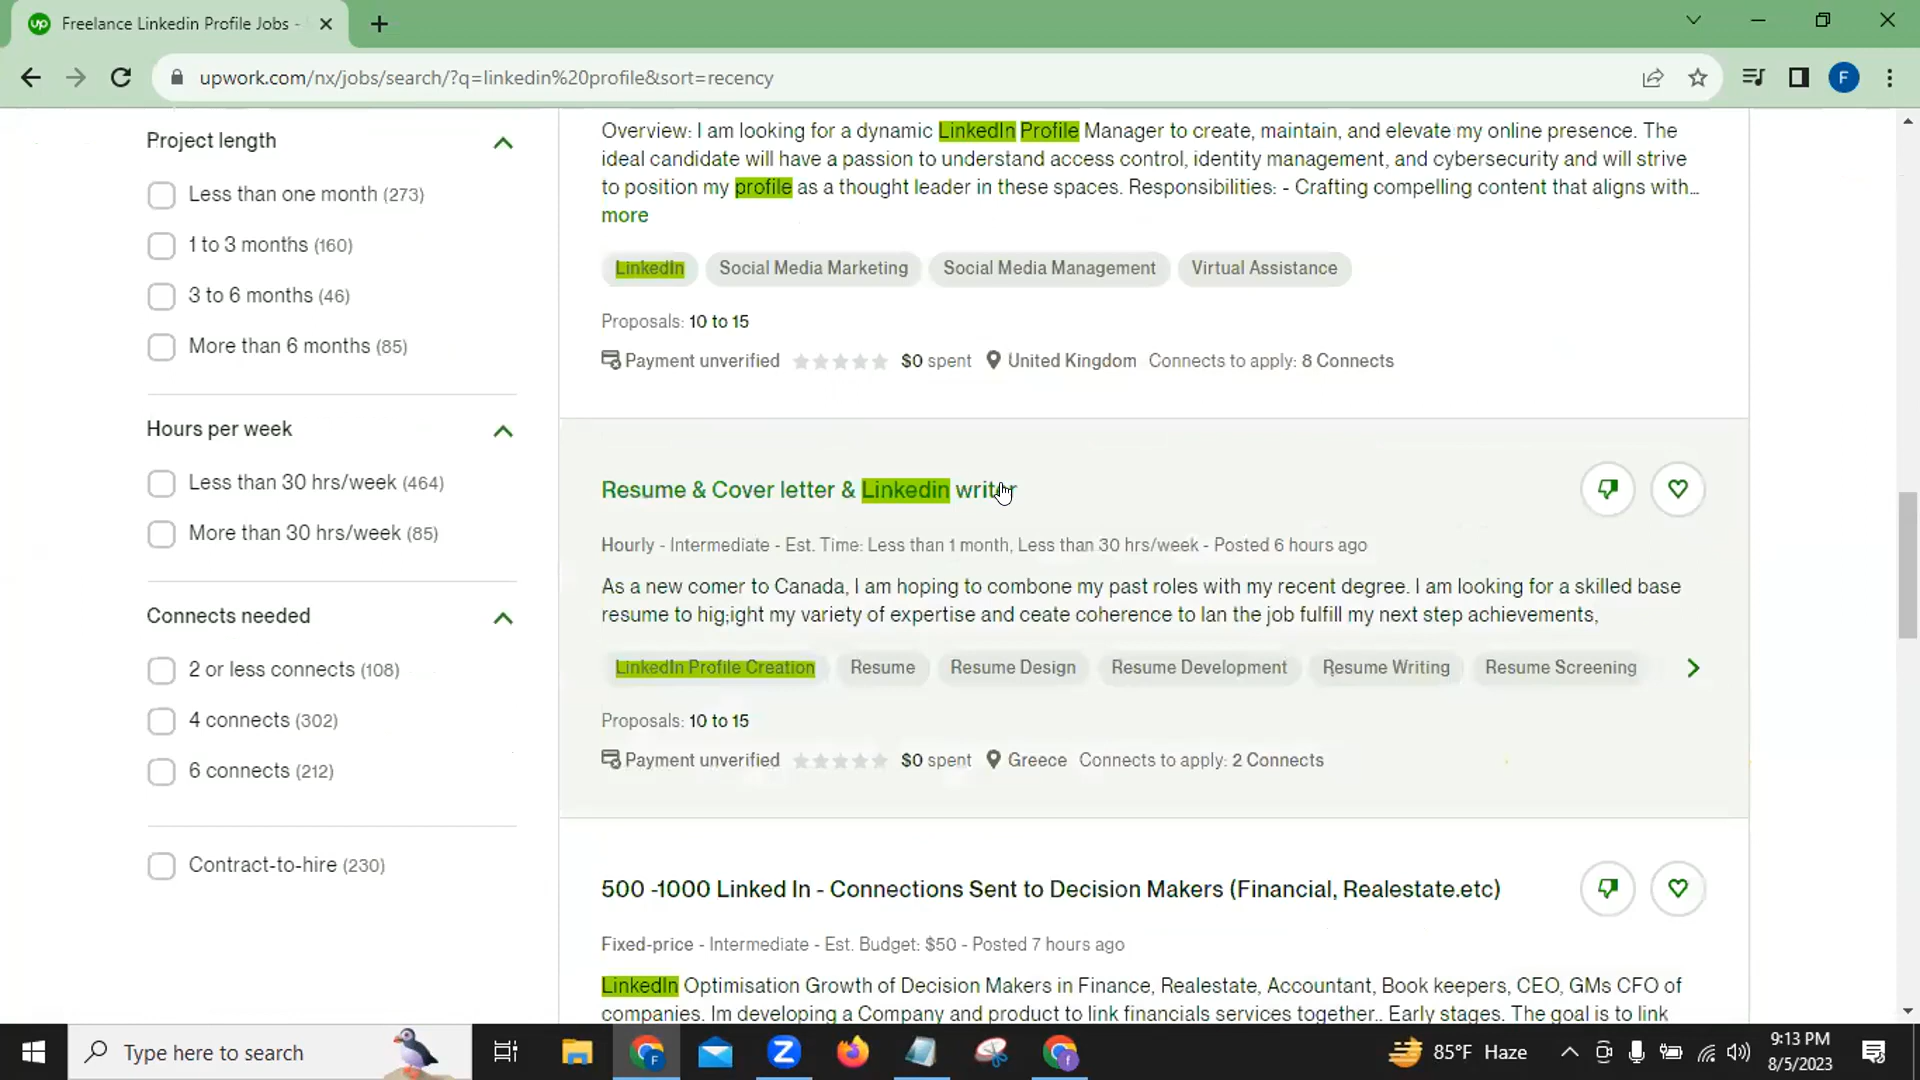 Freelance Linkedin Profile Jobs -
upwork.com/nx/jobs/search/?q=linkedin%20profile&sort=recency
F
Project length
Less than one month (273)
1 to 3 months (160)
3 to 6 months (46)
More than 6 months (85)
Hours per week
Less than 30 hrs/week (464)
More than 30 hrs/week (85)
Connects needed
2 or less connects (108)
4 connects (302)
6 connects (212)
Contract-to-hire (230)
Overview: I am looking for a dynamic LinkedIn Profile Manager to create, maintain, and elevate my online presence. The
ideal candidate will have a passion to understand access control, identity management, and cybersecurity and will strive
to position my profile as a thought leader in these spaces. Responsibilities: - Crafting compelling content that aligns with…
more
LinkedIn Social Media Marketing Social Media Management Virtual Assistance
Proposals: 10 to 15
Payment unverified $0 spent United Kingdom Connects to apply: 8 Connects
Resume & Cover letter & Linkedin writer
Hourly - Intermediate - Est. Time: Less than 1 month, Less than 30 hrs/week - Posted 6 hours ago
As a new comer to Canada, I am hoping to combone my past roles with my recent degree. I am looking for a skilled base
resume to hig;ight my variety of expertise and ceate coherence to lan the job fulfill my next step achievements,
LinkedIn Profile Creation Resume Resume Design Resume Development Resume Writing Resume Screening
Proposals: 10 to 15
Payment unverified $0 spent Greece Connects to apply: 2 Connects
500 -1000 Linked In - Connections Sent to Decision Makers (Financial, Realestate.etc)
Fixed-price - Intermediate - Est. Budget: $50 - Posted 7 hours ago
LinkedIn Optimisation Growth of Decision Makers in Finance, Realestate, Accountant, Book keepers, CEO, GMs CFO of
companies. Im developing a Company and product to link financials services together.. Early stages. The goal is to link
Type here to search
85°F Haze
9:13 PM
8/5/2023